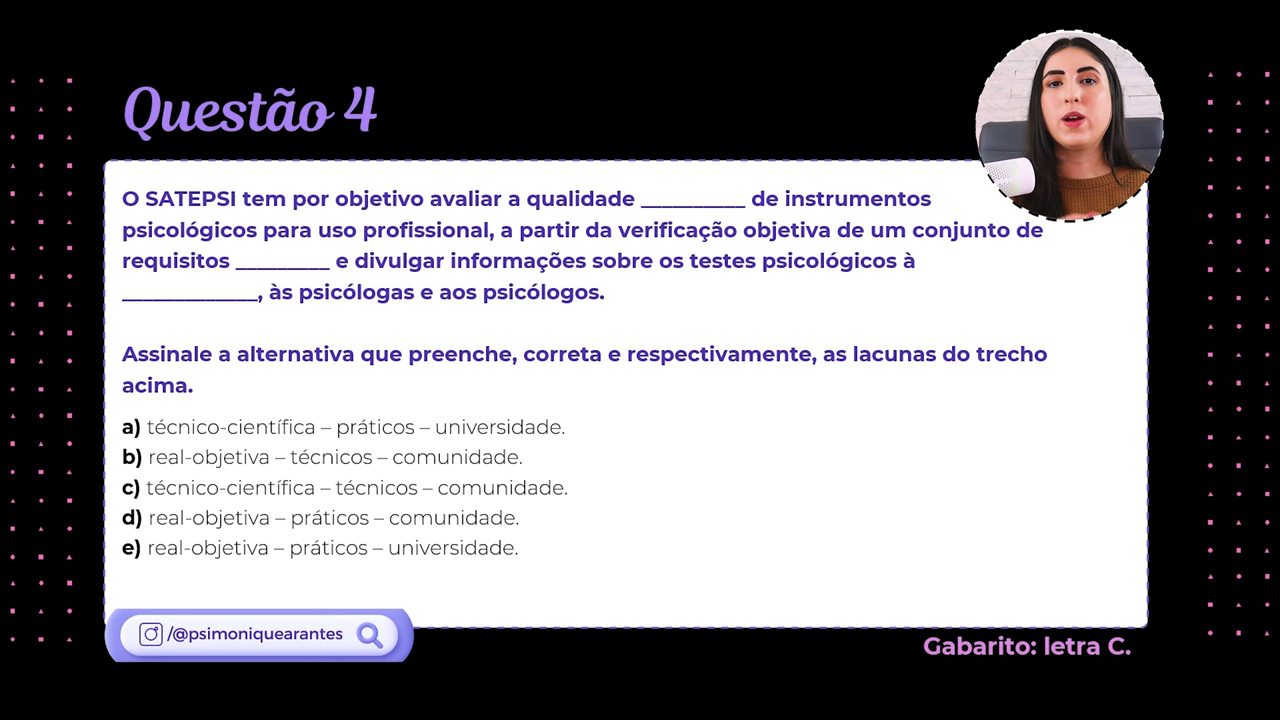 Questão 4
O SATEPSI tem por objetivo avaliar a qualidade __________ de instrumentos
psicológicos para uso profissional, a partir da verificação objetiva de um conjunto de
requisitos _________ e divulgar informações sobre os testes psicológicos à
_____________, às psicólogas e aos psicólogos.
Assinale a alternativa que preenche, correta e respectivamente, as lacunas do trecho
acima.
a) técnico-científica – práticos – universidade.
b) real-objetiva – técnicos – comunidade.
c) técnico-científica – técnicos – comunidade.
d) real-objetiva – práticos – comunidade.
e) real-objetiva – práticos – universidade.
/@psimoniquearantes
Gabarito: letra C.